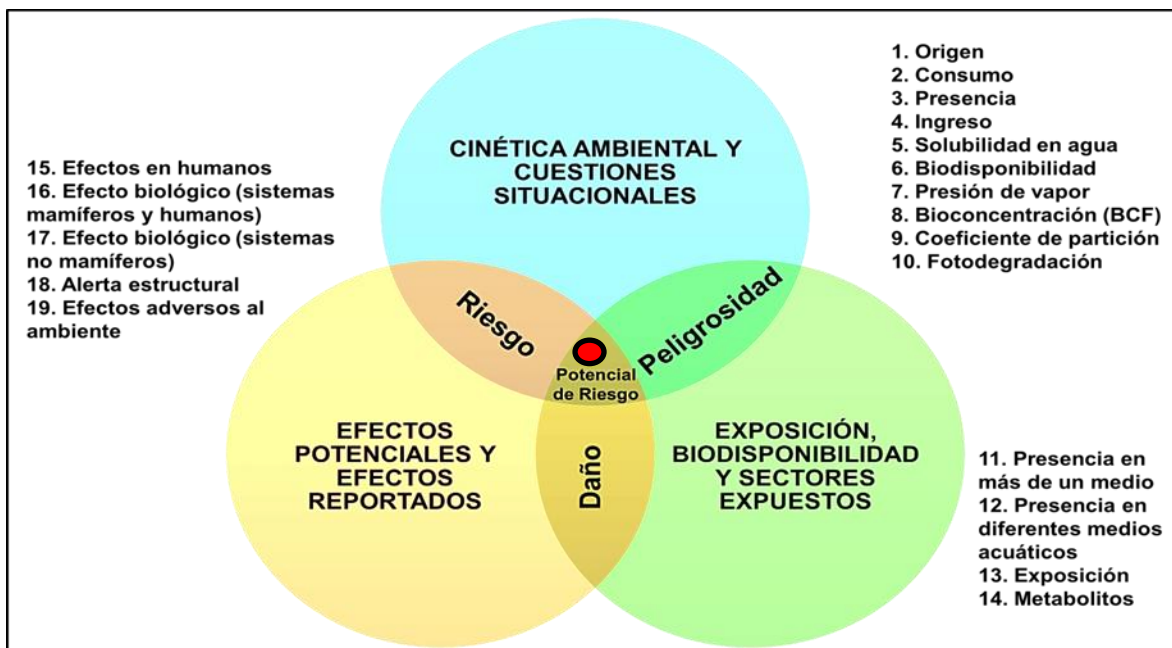 CINÉTICA AMBIENTAL Y
CUESTIONES
SITUACIONALES
1. Origen
2. Consumo
3. Presencia
4. Ingreso
5. Solubilidad en agua
6. Biodisponibilidad
7. Presión de vapor
8. Bioconcentración (BCF)
9. Coeficiente de partición
10. Fotodegradación
15. Efectos en humanos
16. Efecto biológico (sistemas
mamíferos y humanos)
17. Efecto biológico (sistemas
no mamíferos)
18. Alerta estructural
19. Efectos adversos al
ambiente
Riesgo
Peligrosidad
Potencial
de Riesgo
Daño
EFECTOS
POTENCIALES Y
EFECTOS
REPORTADOS
EXPOSICIÓN,
BIODISPONIBILIDAD
Y SECTORES
EXPUESTOS
11. Presencia en
más de un medio
12. Presencia en
diferentes medios
acuáticos
13. Exposición
14. Metabolitos